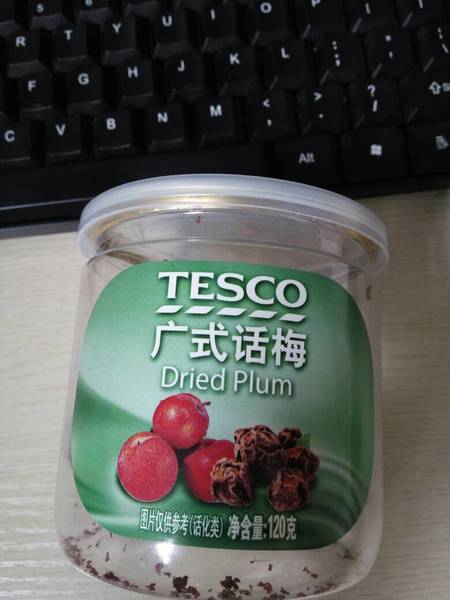 I O P
F G H J K L : ;
C V B N M < , > . ? /
Alt
TESCO
广式话梅
Dried Plum
图片仅供参考(话化类) 净含量:120克